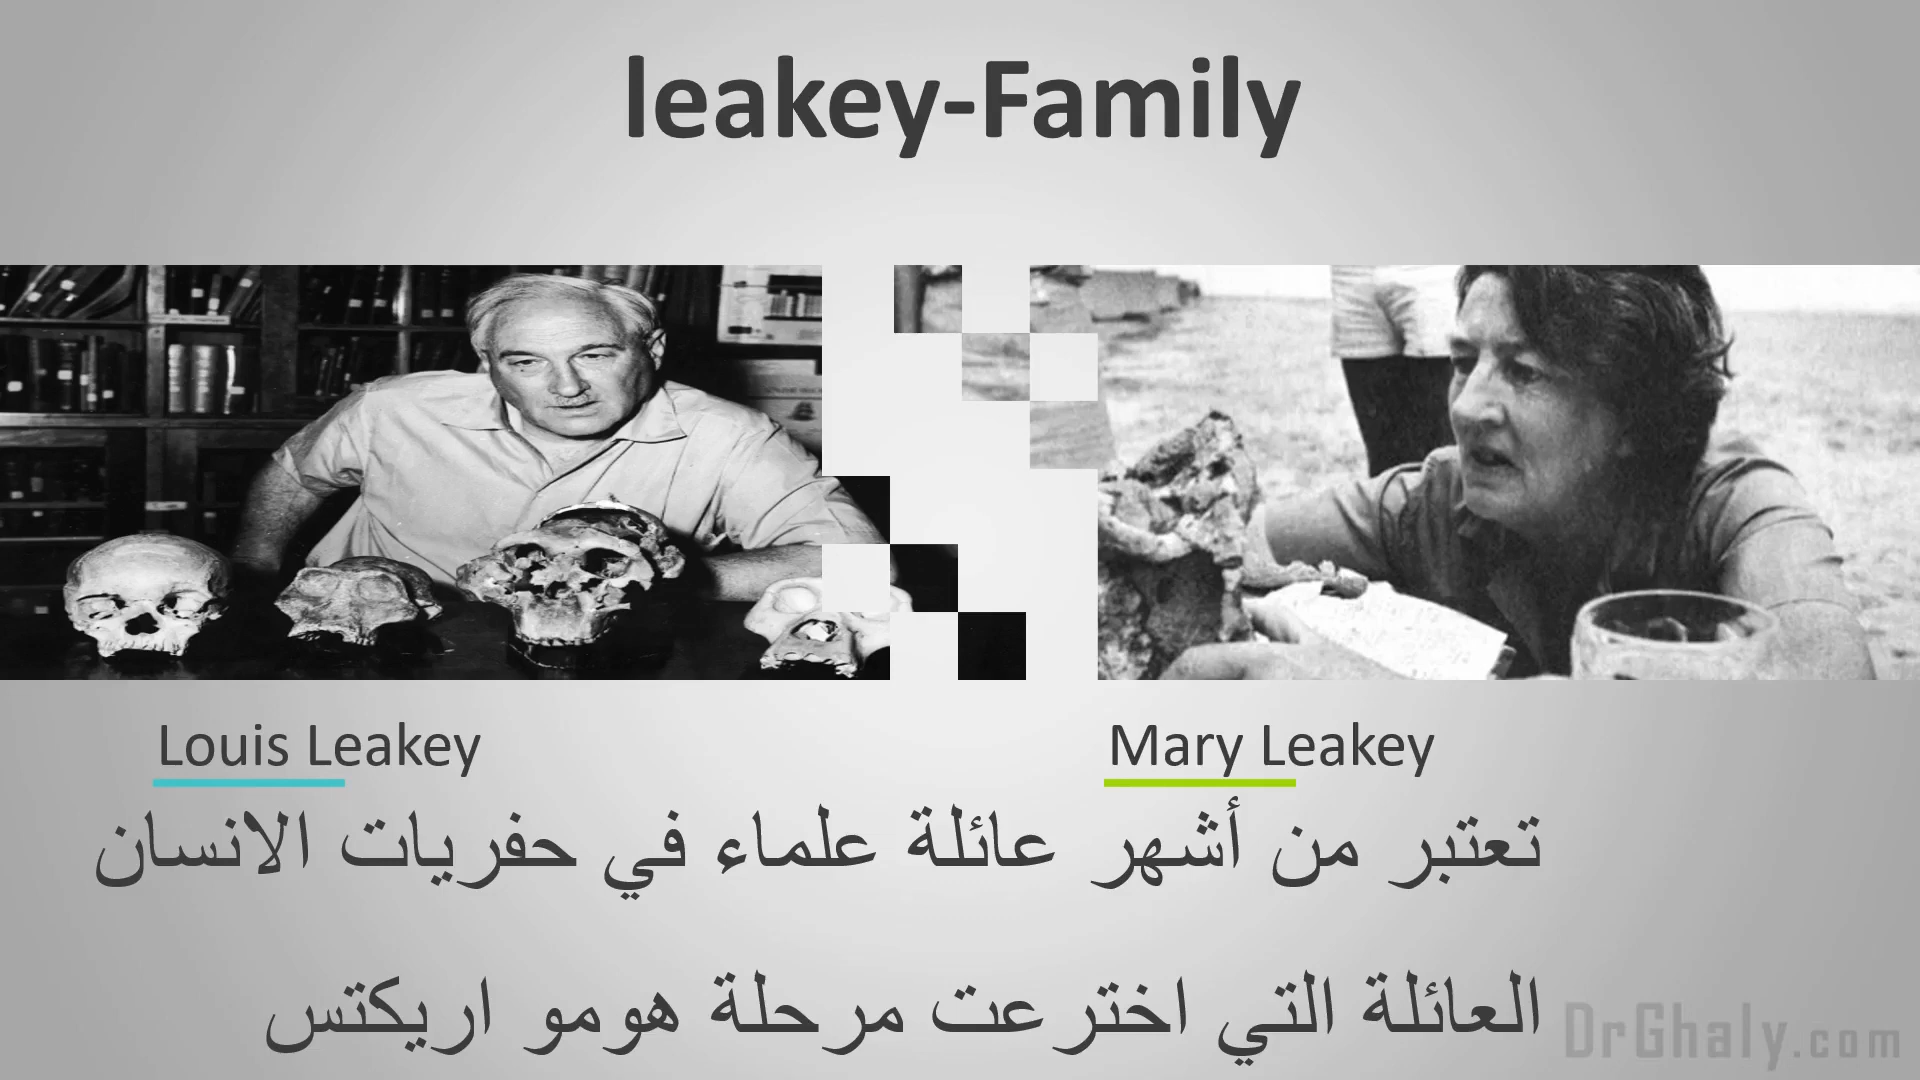 leakey-Family
Louis Leakey
Mary Leakey
تعتبر من أشهر عائلة علماء في حفريات الانسان
العائلة التي اخترعت مرحلة هومو اريكتس
DrGhaly.com